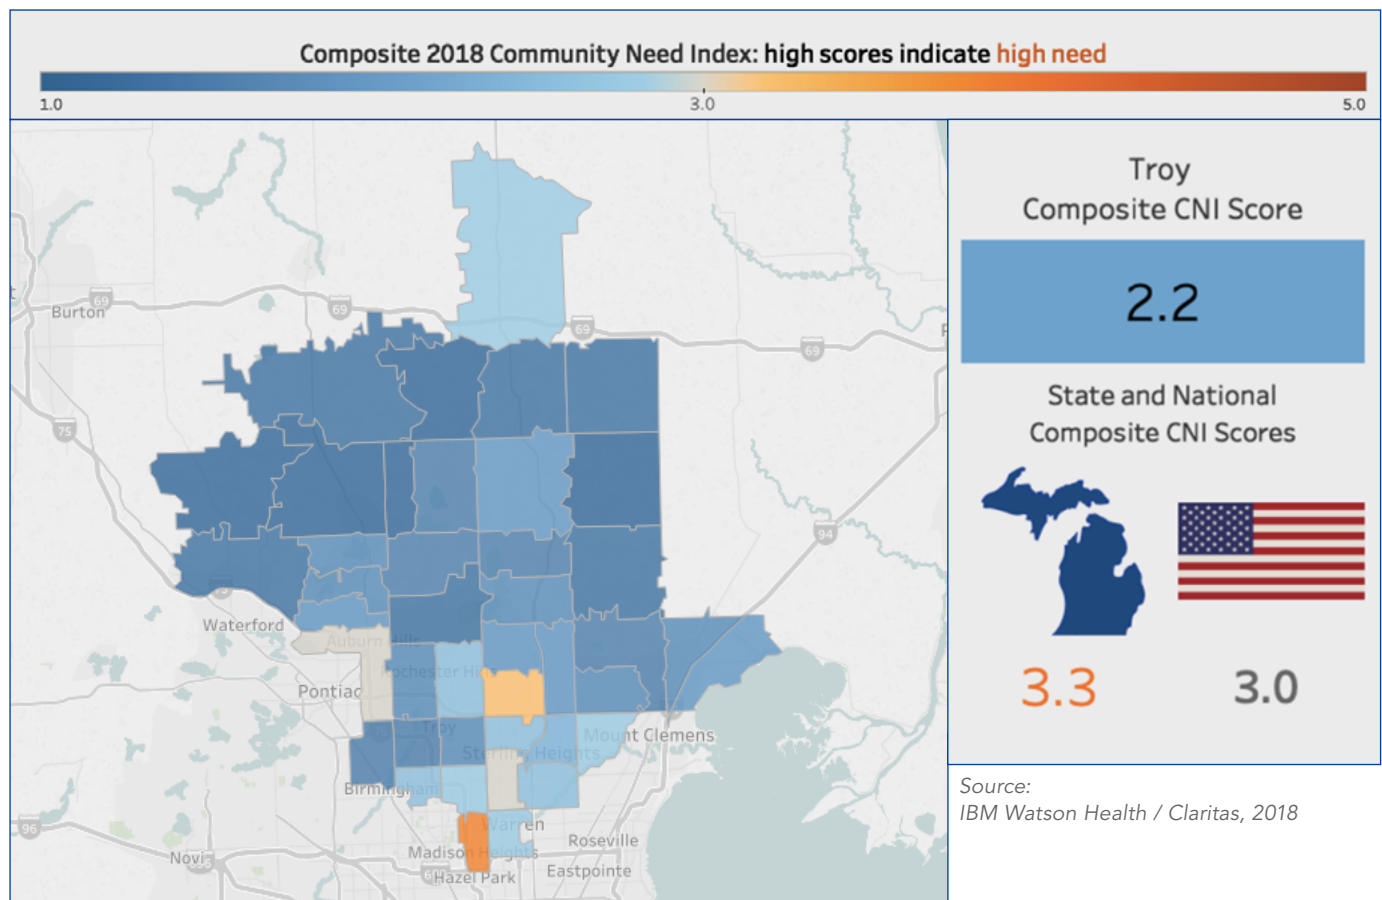 Composite 2018 Community Need Index: high scores indicate high need
1.0
3.0
5.0
69
69
69
69
Burton
75
94
Waterford
Auburn Hills
Rochester Hills
Pontiac
Troy
Mount Clemens
Sterling Heights
Birmingham
96
Warren
Novi
Madison Heights
Roseville
Hazel Park
Eastpointe
Troy
Composite CNI Score
2.2
State and National
Composite CNI Scores
3.3
3.0
Source:
IBM Watson Health / Claritas, 2018